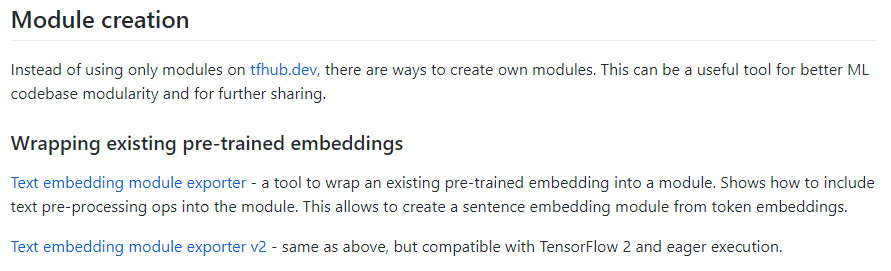 Module creation
Instead of using only modules on tfhub.dev, there are ways to create own modules. This can be a useful tool for better ML
codebase modularity and for further sharing.
Wrapping existing pre-trained embeddings
Text embedding module exporter - a tool to wrap an existing pre-trained embedding into a module. Shows how to include
text pre-processing ops into the module. This allows to create a sentence embedding module from token embeddings.
Text embedding module exporter v2 - same as above, but compatible with TensorFlow 2 and eager execution.